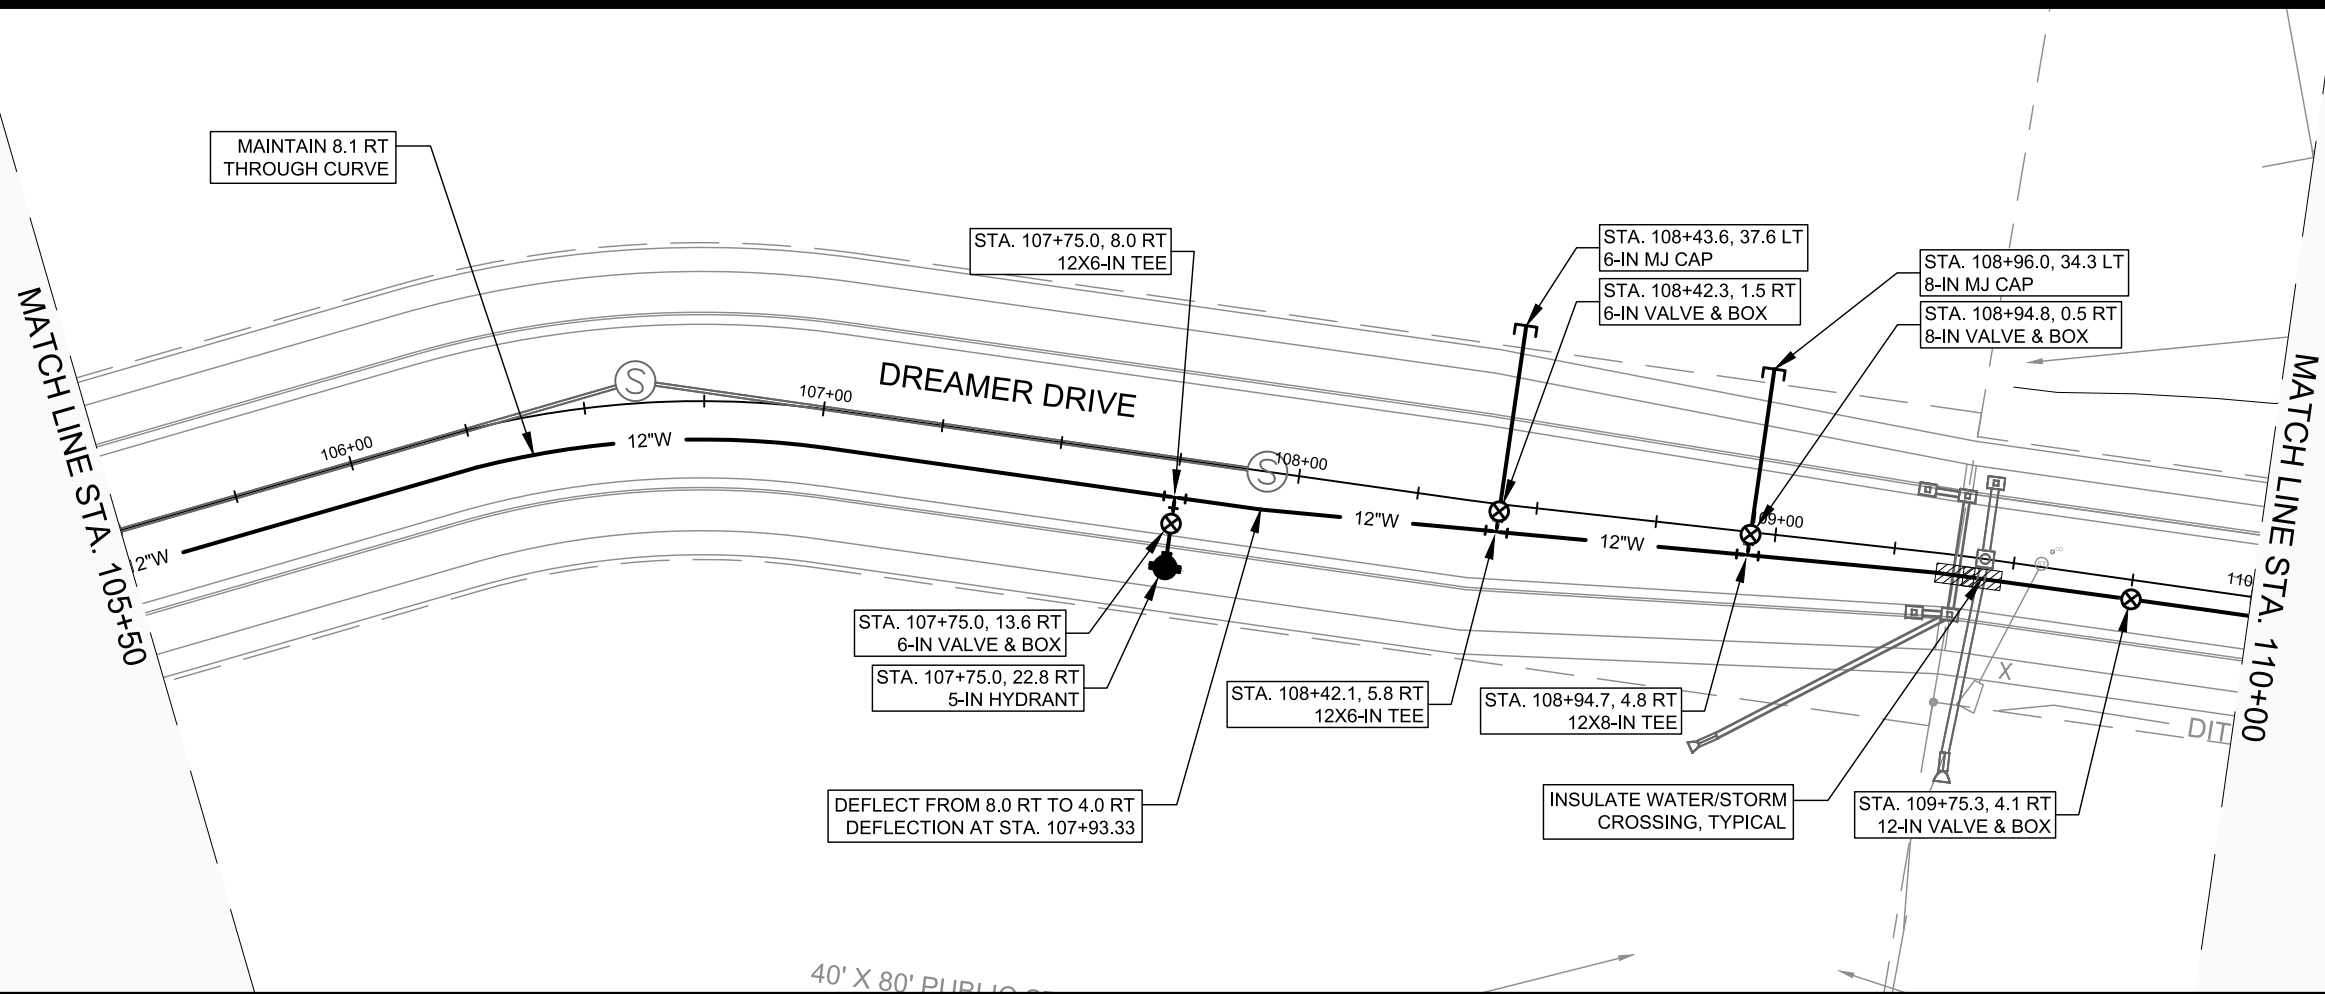 MAINTAIN 8.1 RT
THROUGH CURVE
STA. 107+75.0, 8.0 RT
12X6-IN TEE
STA. 108+43.6, 37.6 LT
6-IN MJ CAP
STA. 108+42.3, 1.5 RT
6-IN VALVE & BOX
STA. 108+96.0, 34.3 LT
8-IN MJ CAP
STA. 108+94.8, 0.5 RT
8-IN VALVE & BOX
MATCH LINE STA. 105+50
MATCH LINE STA. 110+00
DREAMER DRIVE
S
107+00
106+00
12"W
2"W
S
108+00
12"W
12"W
09+00
110
STA. 107+75.0, 13.6 RT
6-IN VALVE & BOX
STA. 107+75.0, 22.8 RT
5-IN HYDRANT
STA. 108+42.1, 5.8 RT
12X6-IN TEE
STA. 108+94.7, 4.8 RT
12X8-IN TEE
X
DIT
DEFLECT FROM 8.0 RT TO 4.0 RT
DEFLECTION AT STA. 107+93.33
INSULATE WATER/STORM
CROSSING, TYPICAL
STA. 109+75.3, 4.1 RT
12-IN VALVE & BOX
40' X 80' PUBLIC